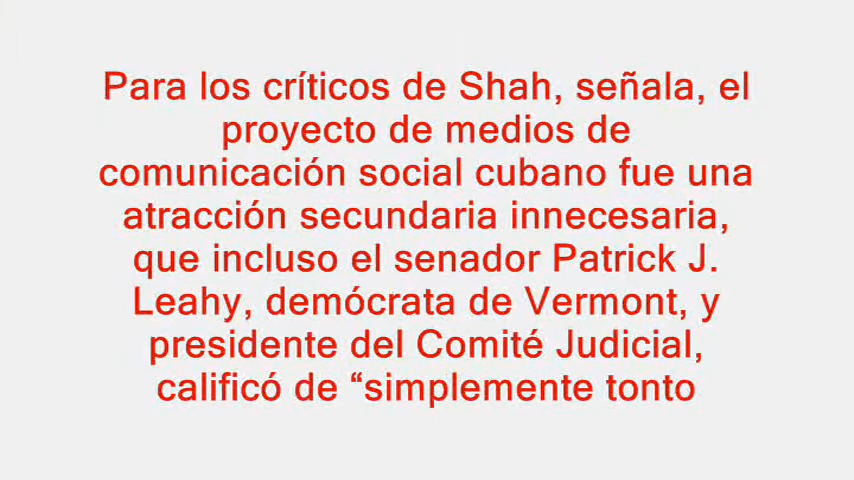 Para los críticos de Shah, señala, el
proyecto de medios de
comunicación social cubano fue una
atracción secundaria innecesaria,
que incluso el senador Patrick J.
Leahy, demócrata de Vermont, y
presidente del Comité Judicial,
calificó de “simplemente tonto